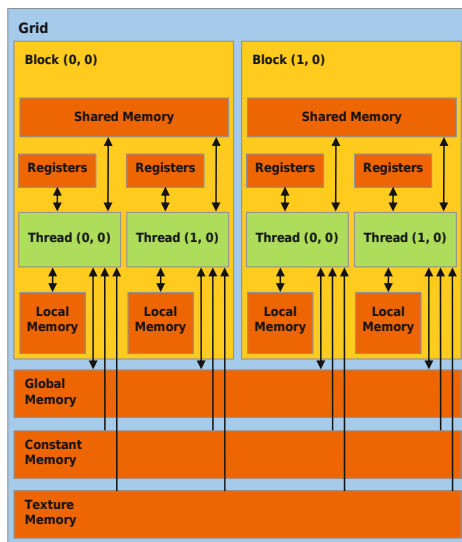 Grid
Block (0, 0)
Block (1, 0)
Shared Memory
Shared Memory
Registers
Registers
Registers
Registers
Thread (0, 0)
Thread (1, 0)
Thread (0, 0)
Thread (1, 0)
Local
Memory
Local
Memory
Local
Memory
Local
Memory
Global
Memory
Constant
Memory
Texture
Memory